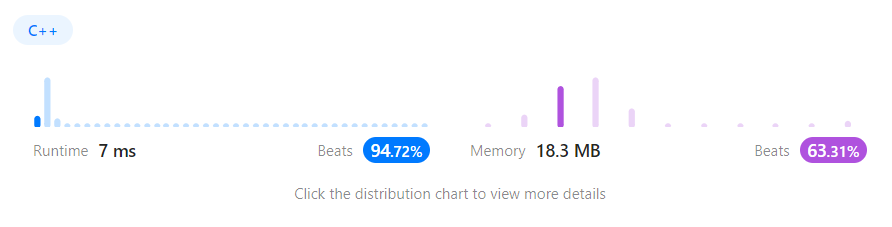 C++
Runtime 7 ms Beats 94.72% Memory 18.3 MB Beats 63.31%
Click the distribution chart to view more details